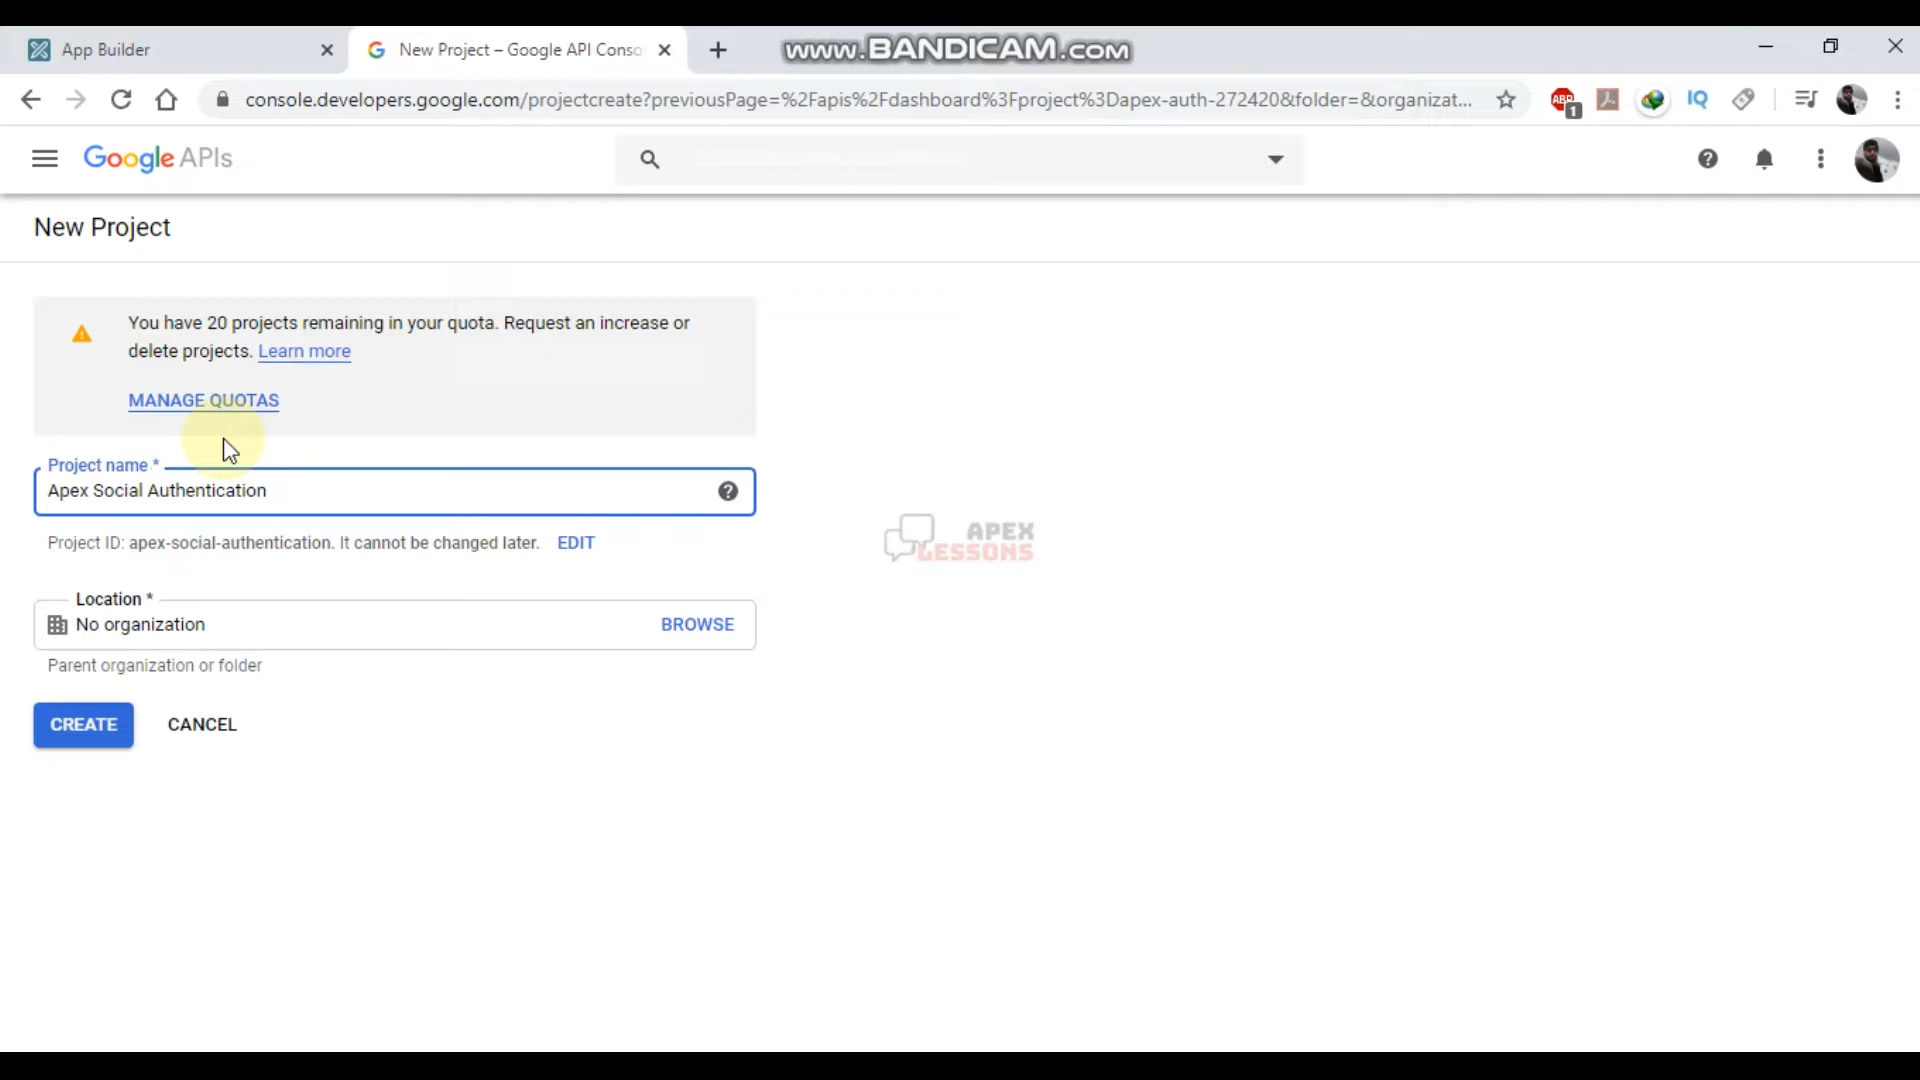 App Builder
New Project – Google API Conso
www.BANDICAM.com
console.developers.google.com/projectcreate?previousPage=%2Fapis%2Fdashboard%3Fproject%3Dapex-auth-272420&folder=&organizat...
ABP
1
IQ
Google APIs
New Project
You have 20 projects remaining in your quota. Request an increase or
delete projects. Learn more
MANAGE QUOTAS
Project name *
Apex Social Authentication
Project ID: apex-social-authentication. It cannot be changed later. EDIT
APEX
LESSONS
Location *
No organization
BROWSE
Parent organization or folder
CREATE
CANCEL